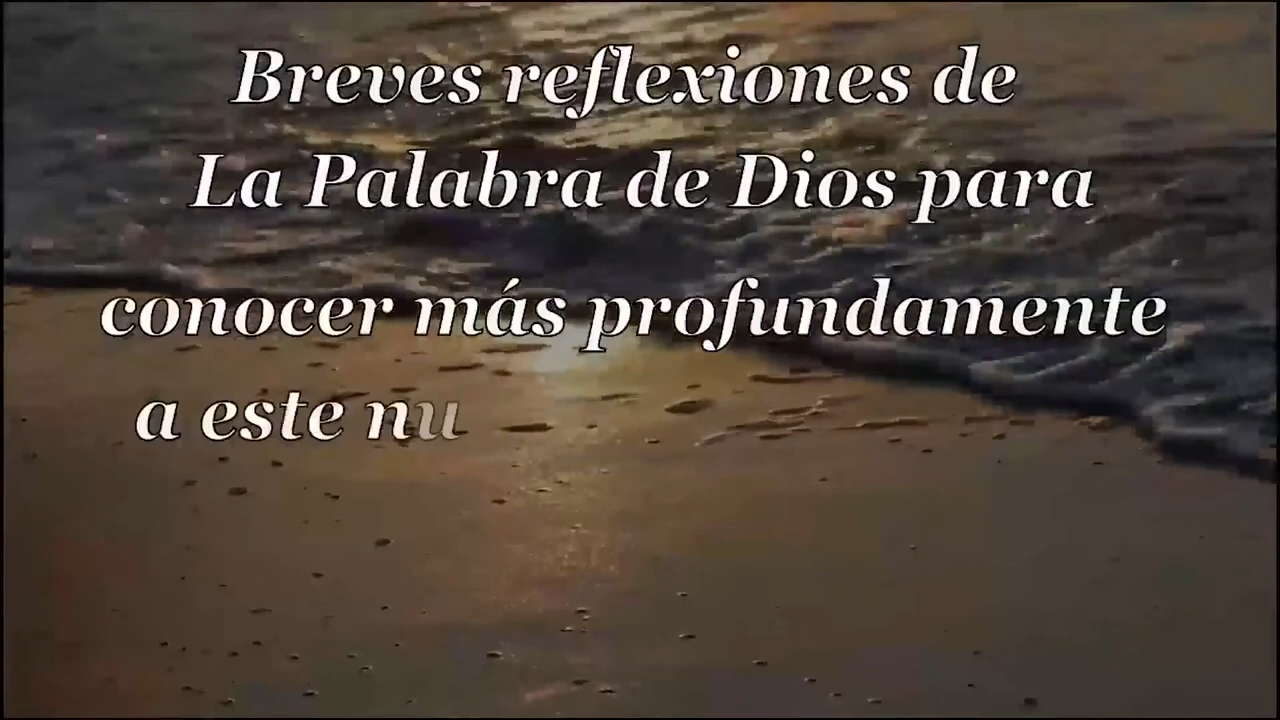 Breves reflexiones de
La Palabra de Dios para
conocer más profundamente
a este nu